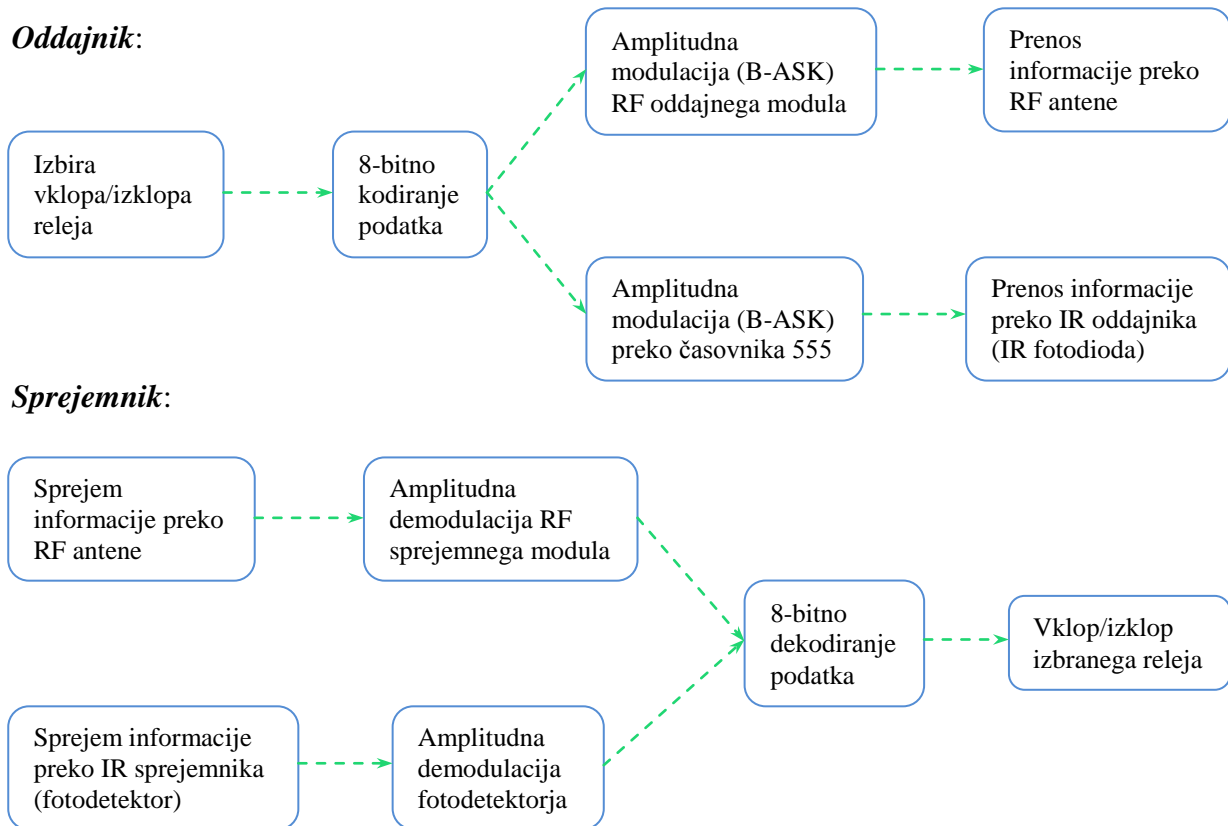 Oddajnik:
Izbira
vklopa/izklopa
releja
8-bitno
kodiranje
podatka
Amplitudna
modulacija (B-ASK)
RF oddajnega modula
Prenos
informacije preko
RF antene
Amplitudna
modulacija (B-ASK)
preko časovnika 555
Prenos informacije
preko IR oddajnika
(IR fotodioda)
Sprejemnik:
Sprejem
informacije preko
RF antene
Amplitudna
demodulacija RF
sprejemnega modula
Sprejem informacije
preko IR sprejemnika
(fotodetektor)
Amplitudna
demodulacija
fotodetektorja
8-bitno
dekodiranje
podatka
Vklop/izklop
izbranega releja